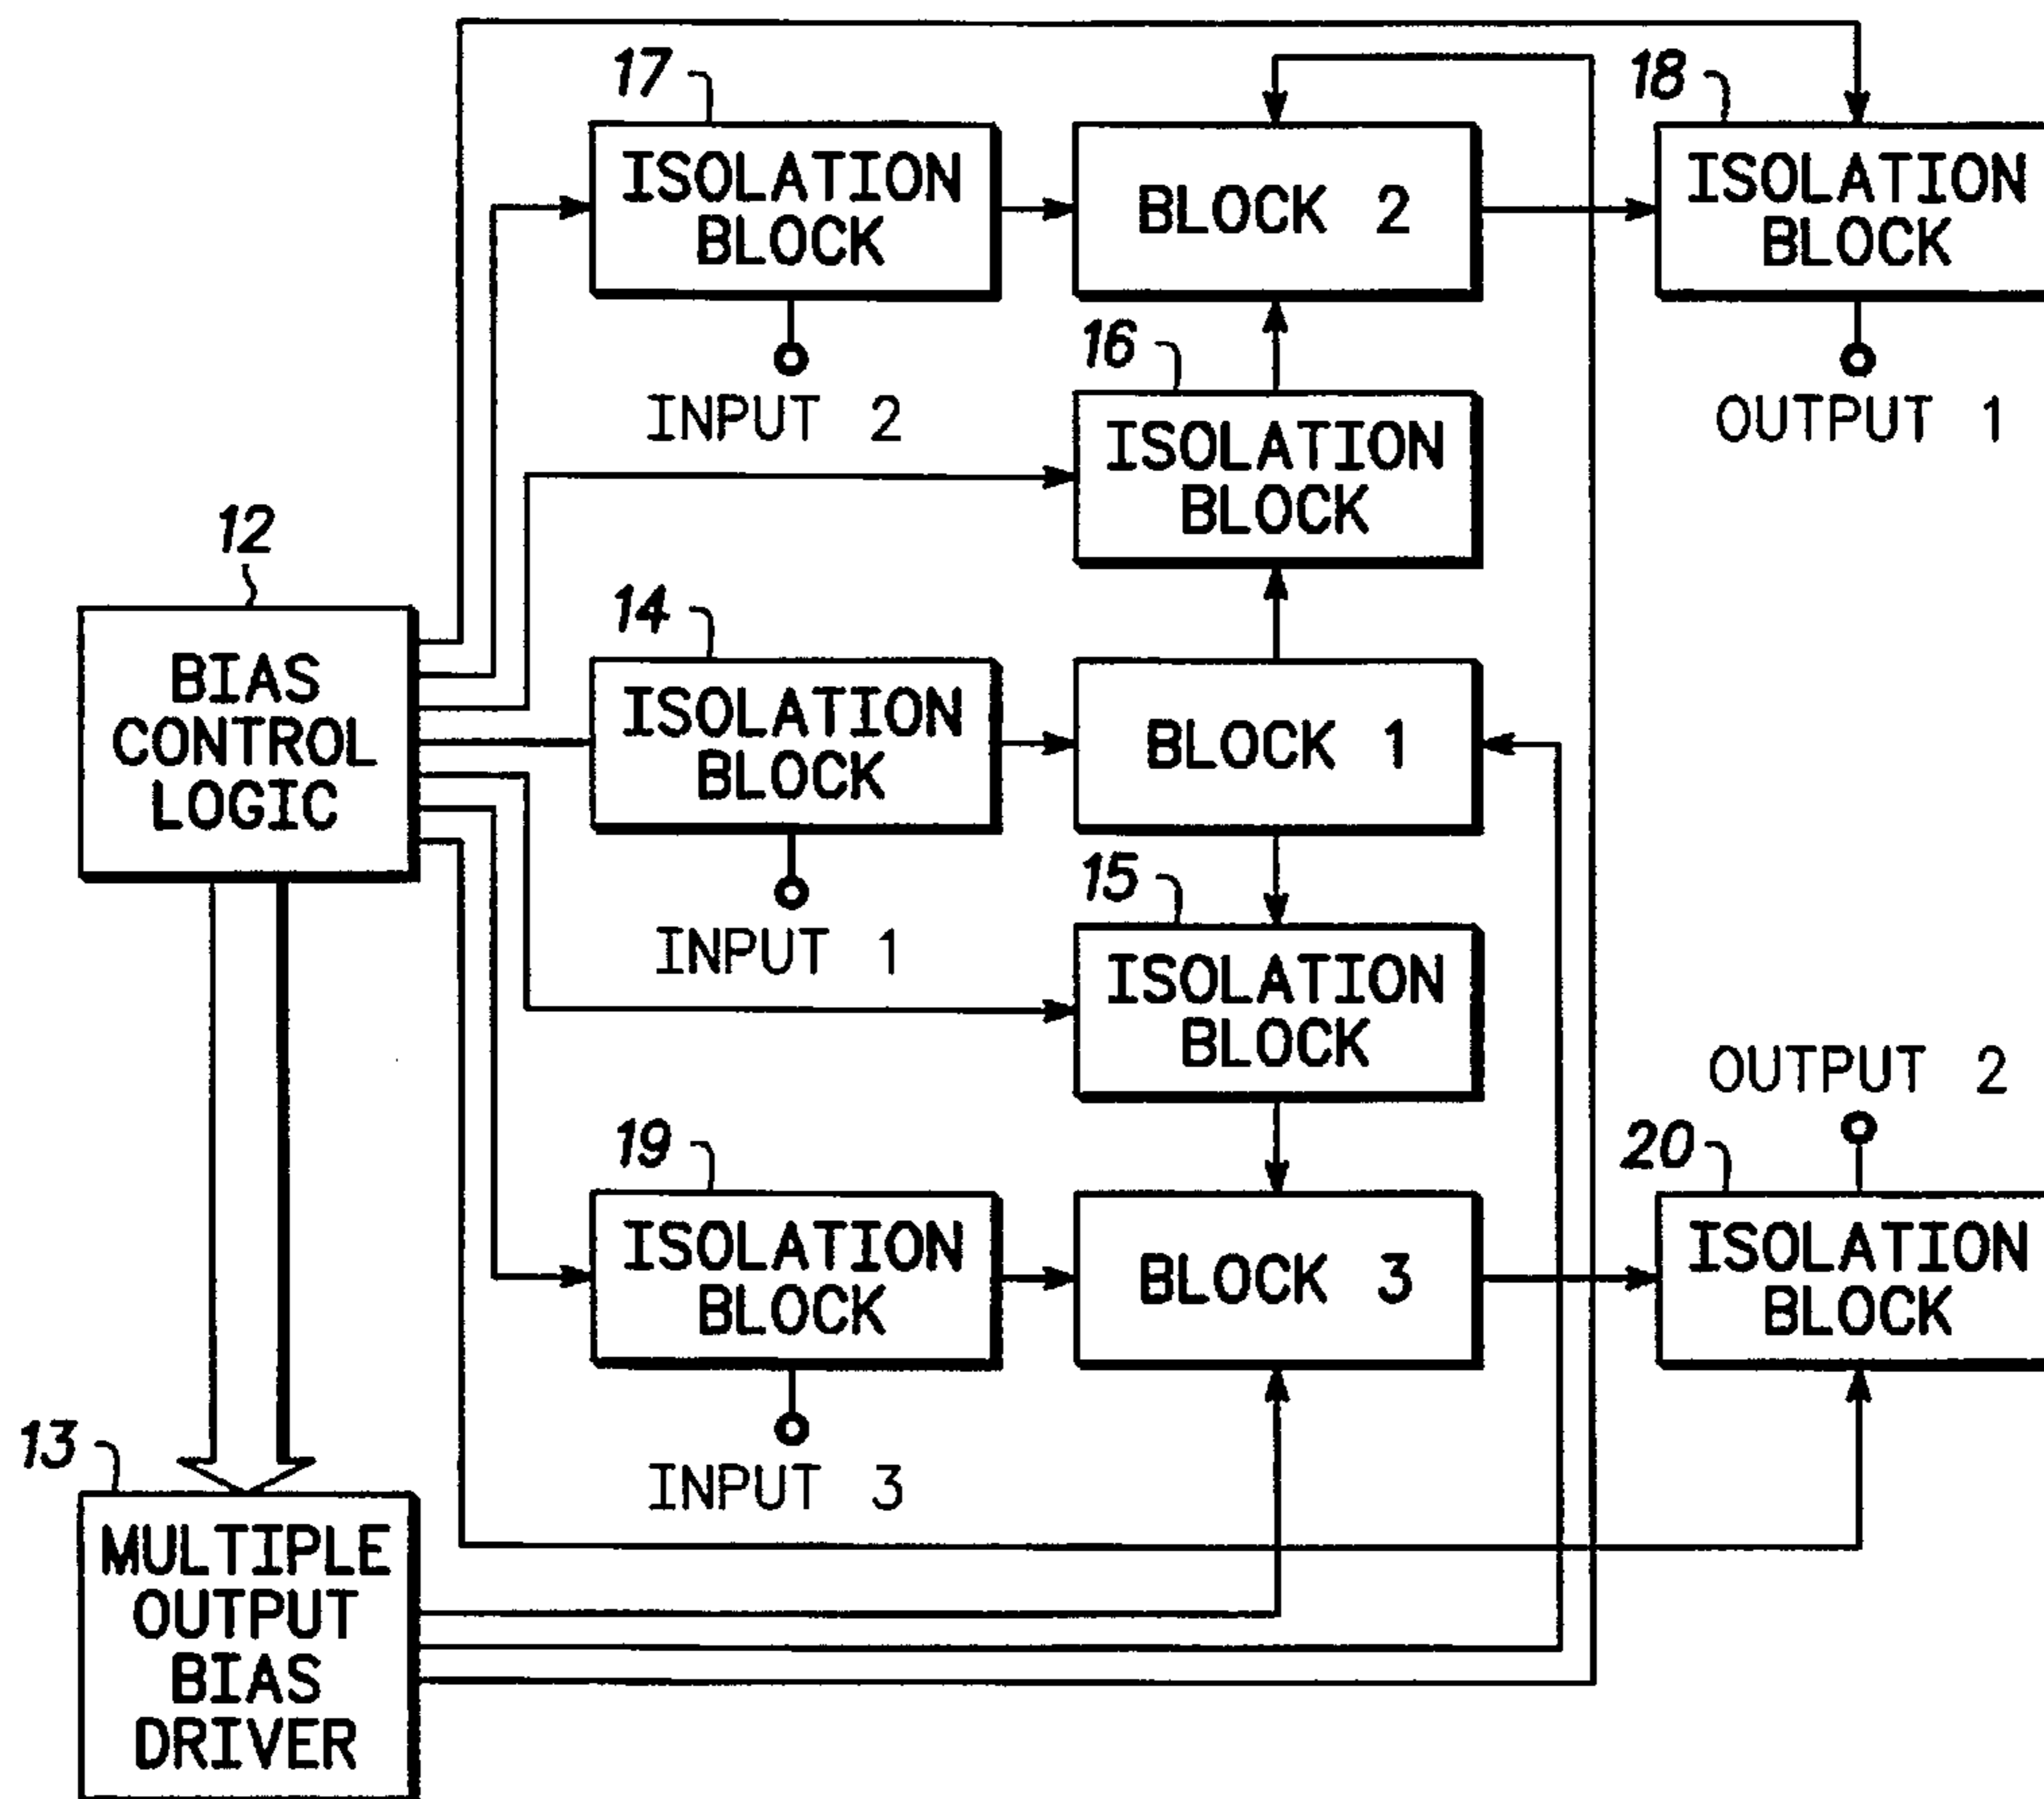 17
18
ISOLATION
BLOCK
BLOCK 2
ISOLATION
BLOCK
16
INPUT 2
OUTPUT 1
ISOLATION
BLOCK
12
14
BIAS
CONTROL
LOGIC
ISOLATION
BLOCK
BLOCK 1
15
INPUT 1
ISOLATION
BLOCK
OUTPUT 2
19
20
ISOLATION
BLOCK
BLOCK 3
ISOLATION
BLOCK
13
INPUT 3
MULTIPLE
OUTPUT
BIAS
DRIVER